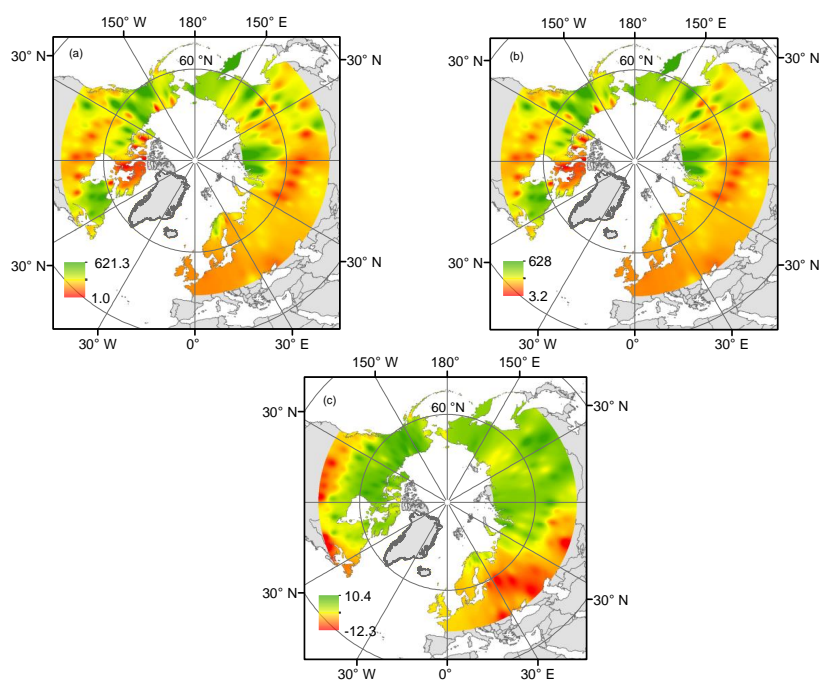 150° W 180° 150° E
30° N (a) 60 °N 30° N
621.3
1.0
30° N 30° N
30° W 0° 30° E
150° W 180° 150° E
30° N (b) 60 °N 30° N
628
3.2
30° N 30° N
30° W 0° 30° E
150° W 180° 150° E
30° N (c) 60 °N 30° N
10.4
-12.3
30° N 30° N
30° W 0° 30° E